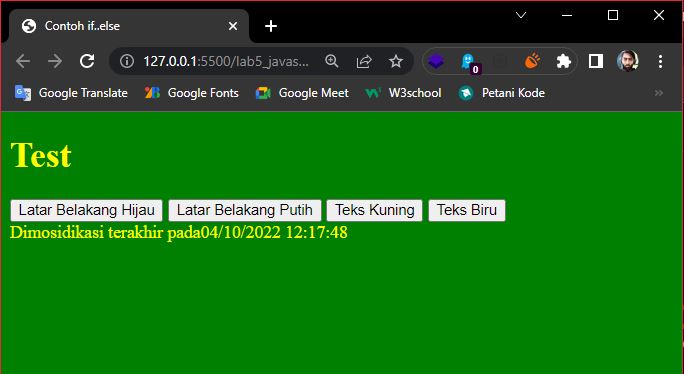 Contoh if..else
127.0.0.1:5500/lab5_javas...
0
Google Translate Google Fonts Google Meet W3school Petani Kode
Test
Latar Belakang Hijau Latar Belakang Putih Teks Kuning Teks Biru
Dimosidikasi terakhir pada04/10/2022 12:17:48